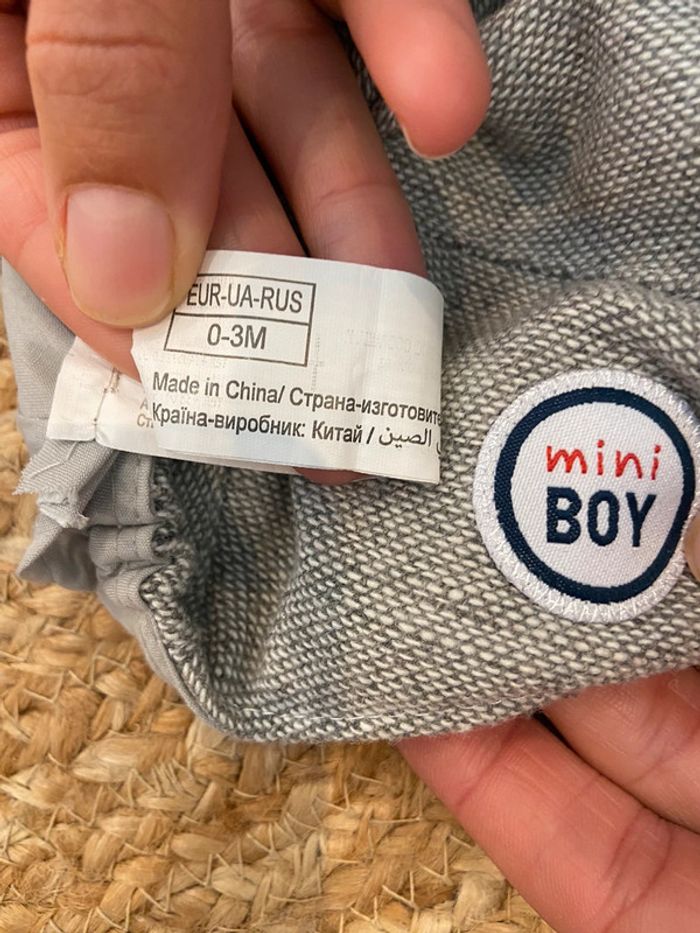 EUR-UA-RUS
0-3M
Made in China/ Страна-изготовите
Країна-виробник: Китай / الصين
mini
BOY